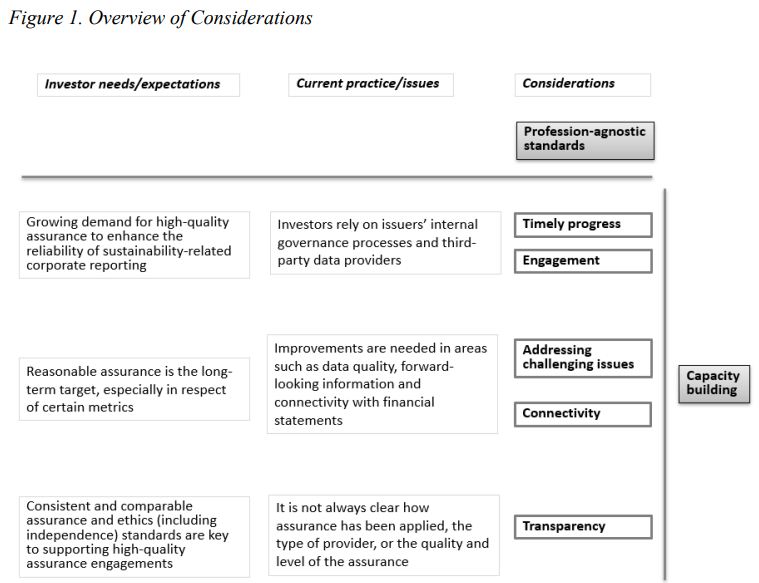 Figure 1. Overview of Considerations
Investor needs/expectations
Current practice/issues
Considerations
Profession-agnostic
standards
Growing demand for high-quality
assurance to enhance the
reliability of sustainability-related
corporate reporting
Investors rely on issuers’ internal
governance processes and third-
party data providers
Timely progress
Engagement
Reasonable assurance is the long-
term target, especially in respect
of certain metrics
Improvements are needed in areas
such as data quality, forward-
looking information and
connectivity with financial
statements
Addressing
challenging issues
Connectivity
Capacity
building
Consistent and comparable
assurance and ethics (including
independence) standards are key
to supporting high-quality
assurance engagements
It is not always clear how
assurance has been applied, the
type of provider, or the quality and
level of the assurance
Transparency